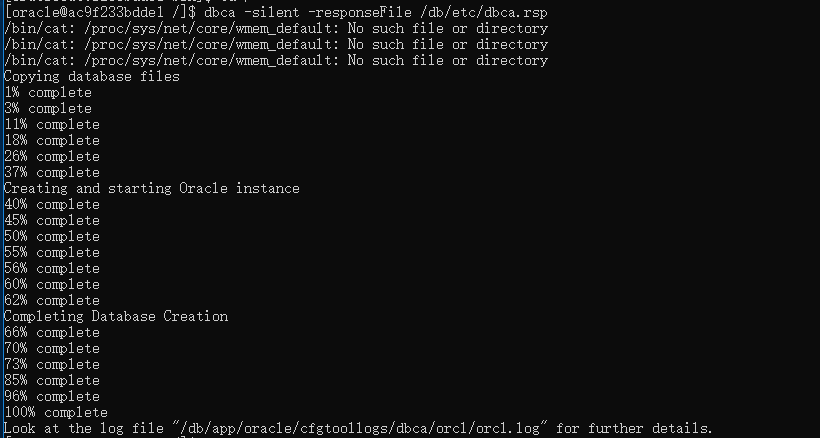 [oracle@ac9f233bdde1 /]$ dbca -silent -responseFile /db/etc/dbca.rsp
/bin/cat: /proc/sys/net/core/wmem_default: No such file or directory
/bin/cat: /proc/sys/net/core/wmem_default: No such file or directory
/bin/cat: /proc/sys/net/core/wmem_default: No such file or directory
Copying database files
1% complete
3% complete
11% complete
18% complete
26% complete
37% complete
Creating and starting Oracle instance
40% complete
45% complete
50% complete
55% complete
56% complete
60% complete
62% complete
Completing Database Creation
66% complete
70% complete
73% complete
85% complete
96% complete
100% complete
Look at the log file "/db/app/oracle/cfgtoollogs/dbca/orcl/orcl.log" for further details.